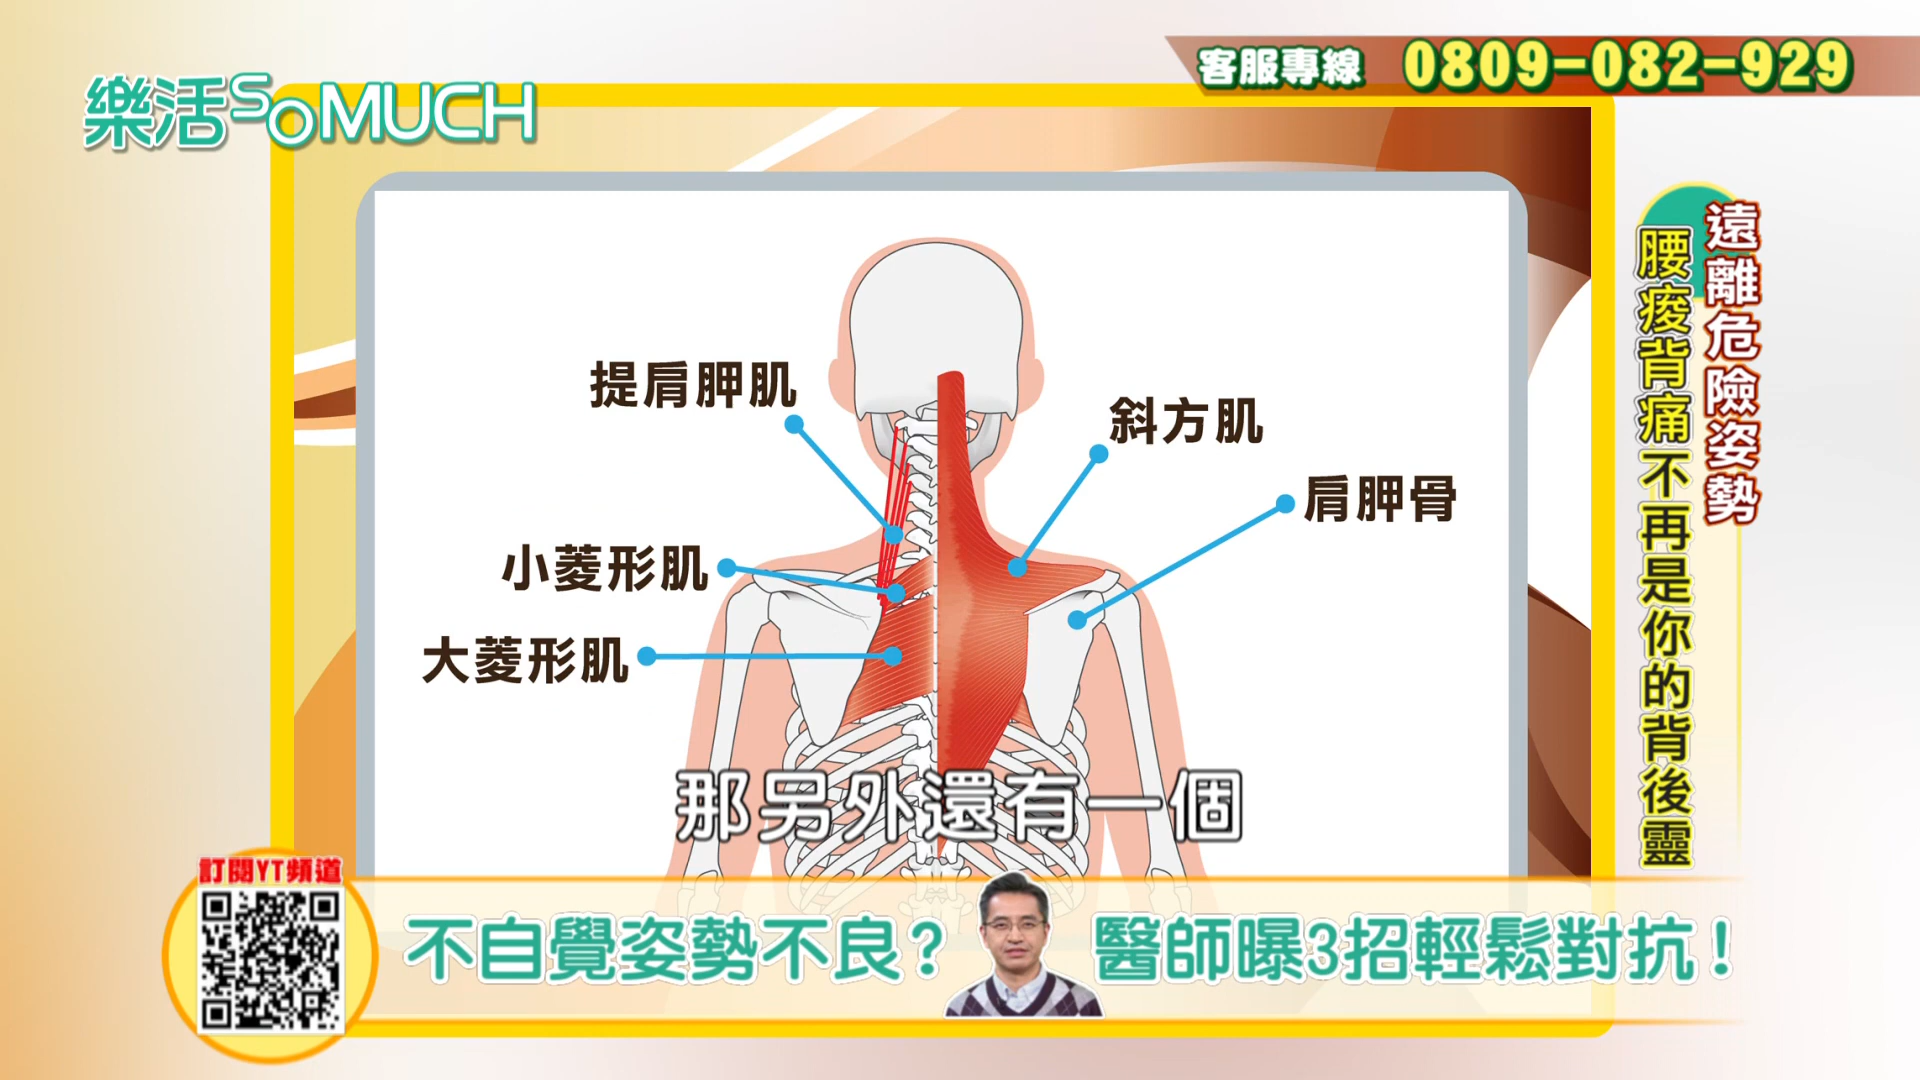 樂活SOMUCH
客服專線 0809-082-929
遠離危險姿勢
腰痠背痛不再是你的背後靈
提肩胛肌
斜方肌
肩胛骨
小菱形肌
大菱形肌
那另外還有一個
訂閱YT頻道
不自覺姿勢不良？ 醫師曝3招輕鬆對抗！